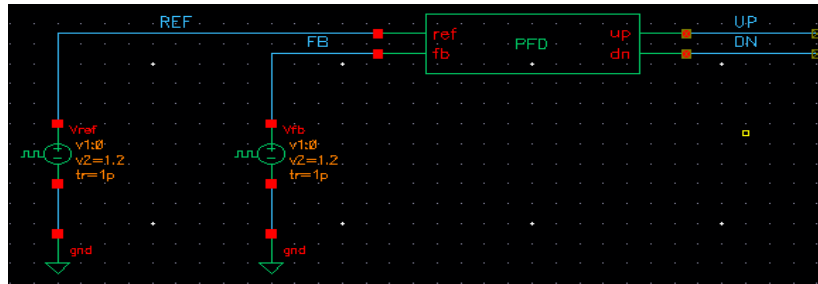 REF
UP
ref
PFD
up
FB
DN
fb
dn
Vref
v1:0
v2=1.2
tr=1p
gnd
Vfb
v1:0
v2=1.2
tr=1p
gnd